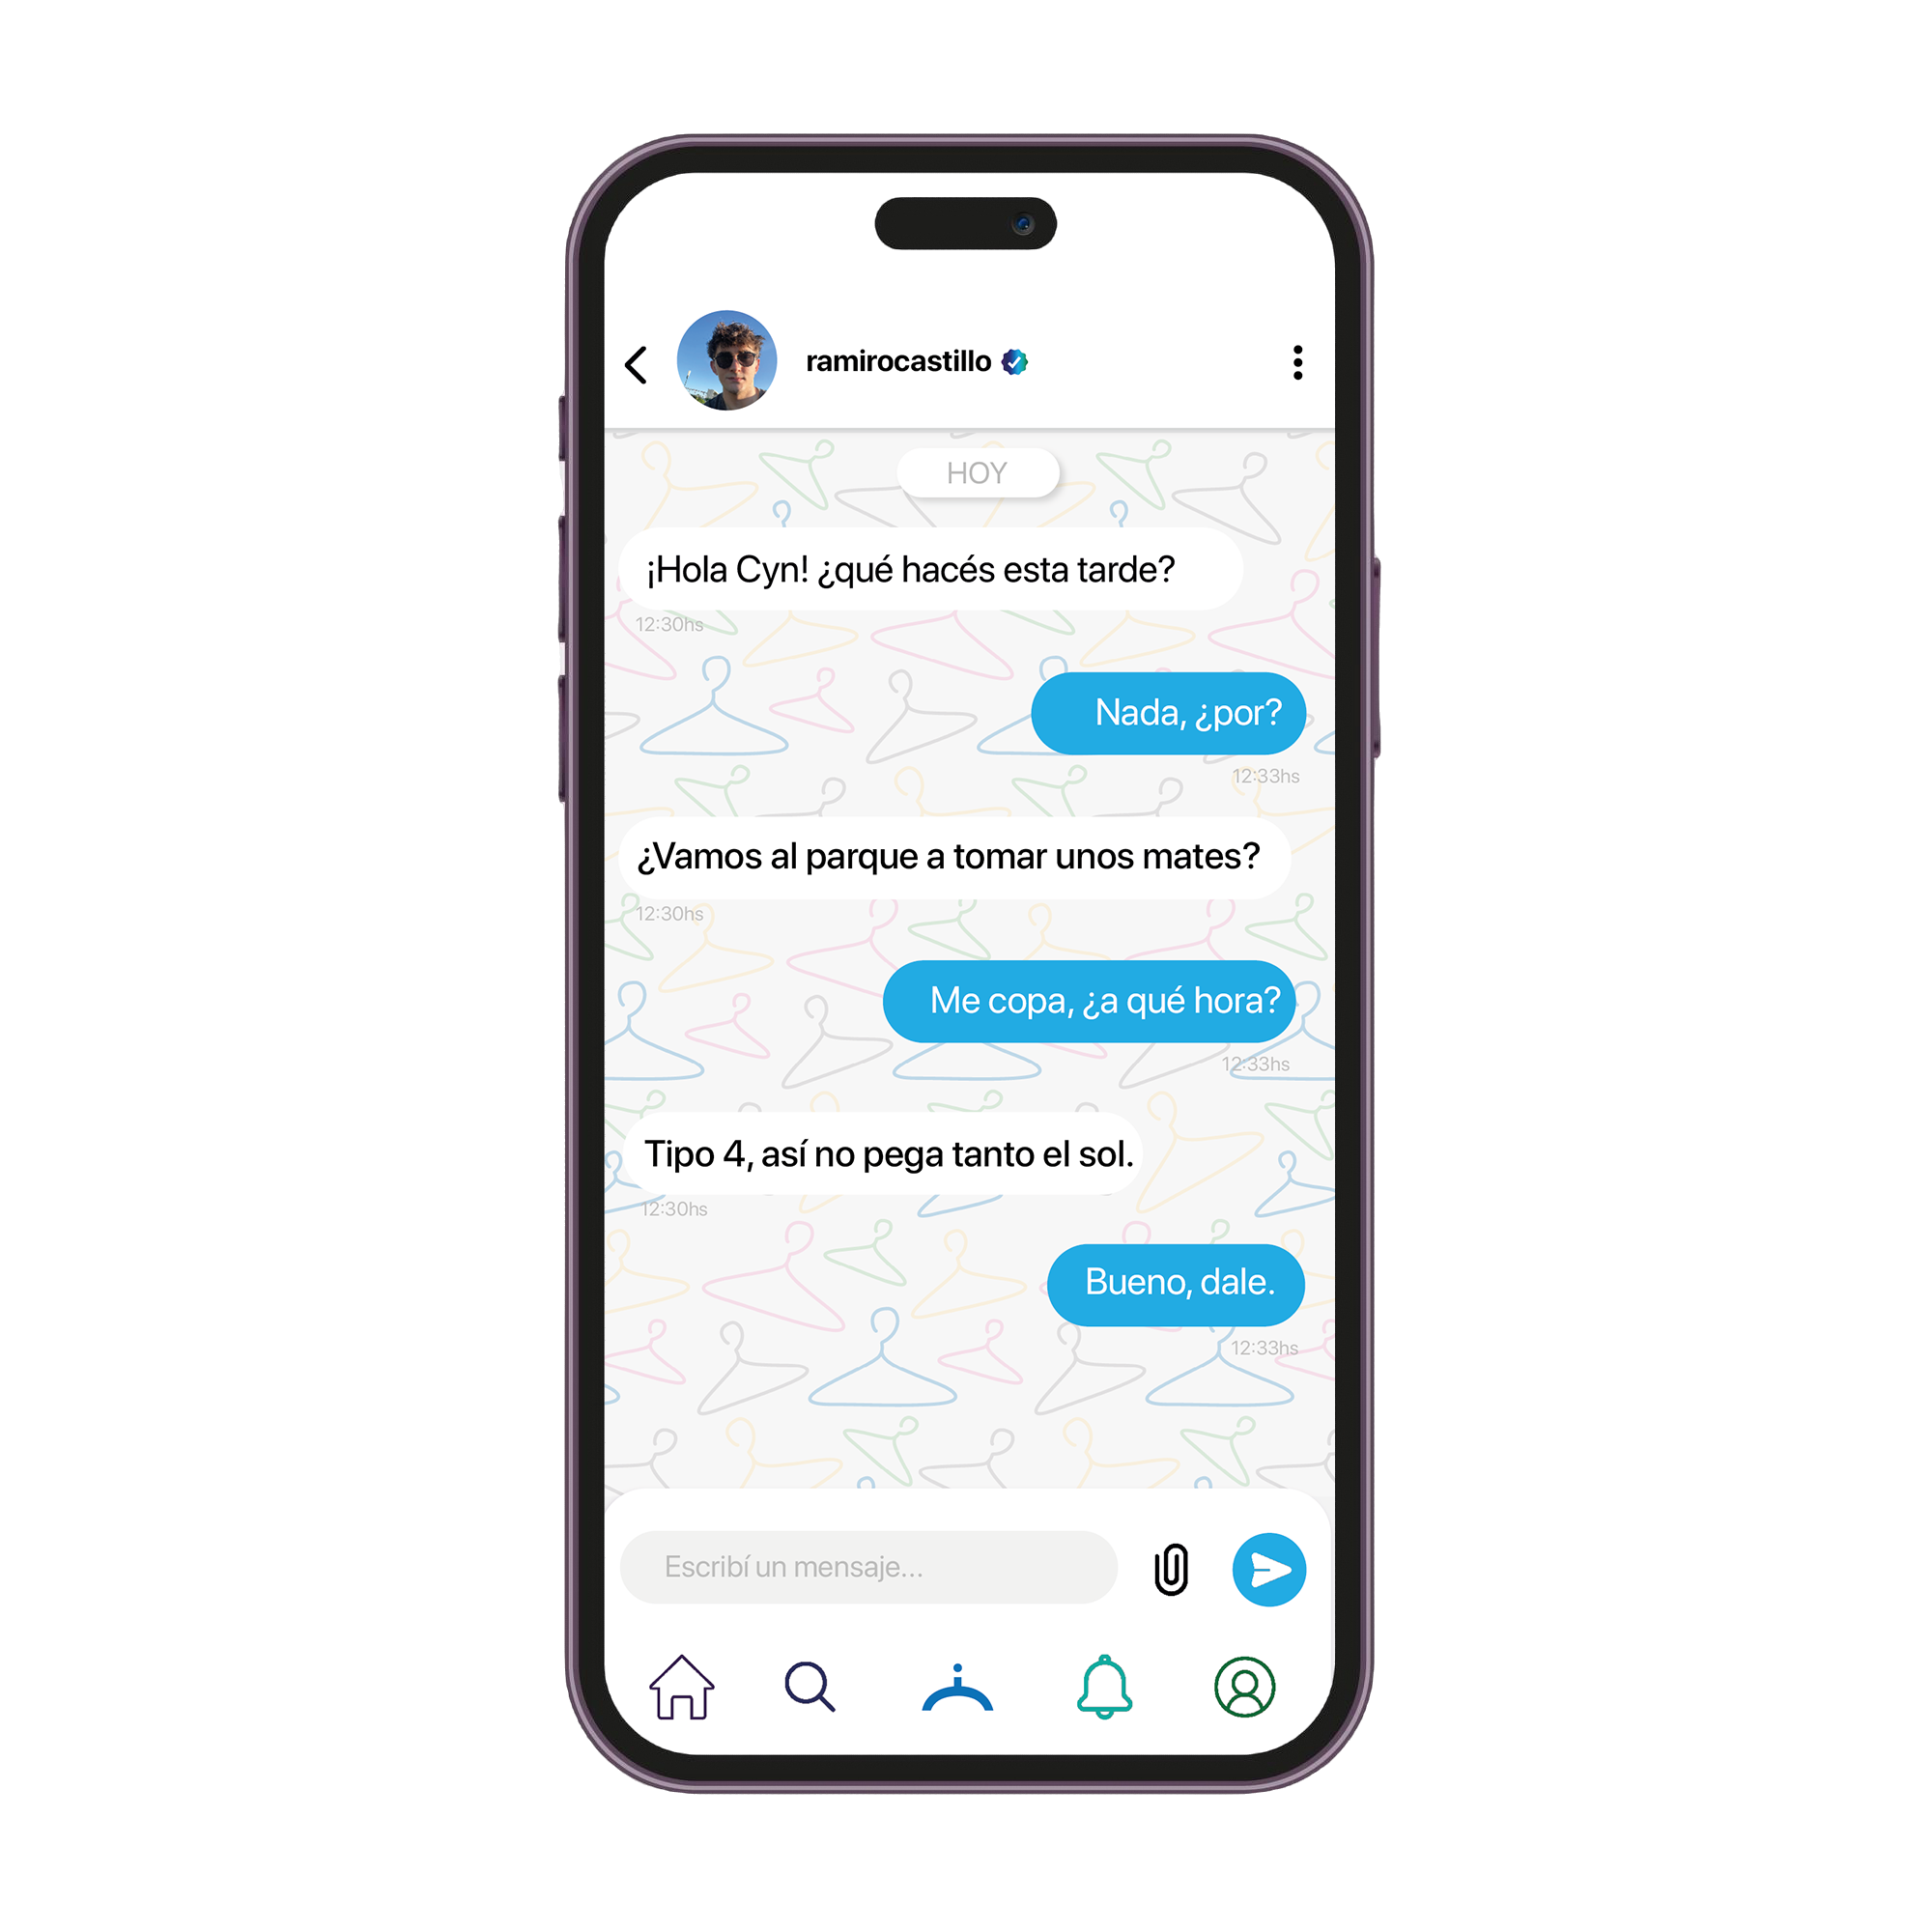 ramirocastillo
HOY
¡Hola Cyn! ¿qué hacés esta tarde?
12:30hs
Nada, ¿por?
12:33hs
¿Vamos al parque a tomar unos mates?
12:30hs
Me copa, ¿a qué hora?
12:33hs
Tipo 4, así no pega tanto el sol.
12:30hs
Bueno, dale.
12:33hs
Escribí un mensaje...